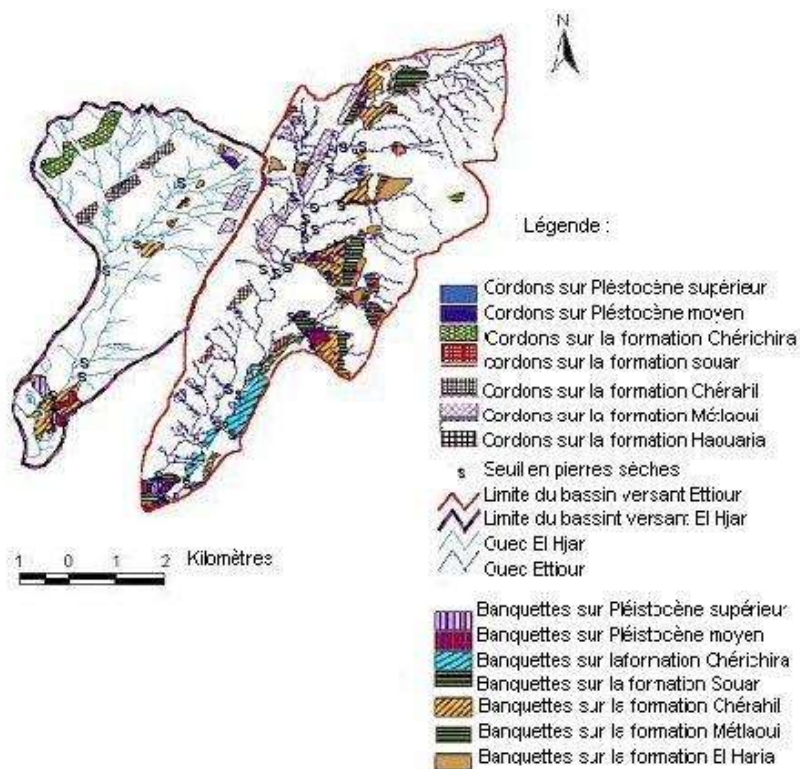 N
Légende :
Cordons sur Pléstocène supérieur
Cordons sur Pléstocène moyen
Cordons sur la formation Chérichira
cordons sur la formation souar
Cordons sur la formation Chérahil
Cordons sur la formation Métlaoui
Cordons sur la formation Haouaria
s Seuil en pierres sèches
Limite du bassin versant Ettiour
Limite du bassint versant El Hjar
Ouec El Hjar
Ouec Ettiour
1 0 1 2 Kilomètres
Banquettes sur Pléistocène supérieur
Banquettes sur Pléistocène moyen
Banquettes sur laformation Chérichira
Banquettes sur la formation Souar
Banquettes sur la formation Chérahil
Banquettes sur la formation Métlaoui
Banquettes sur la formation El Haria